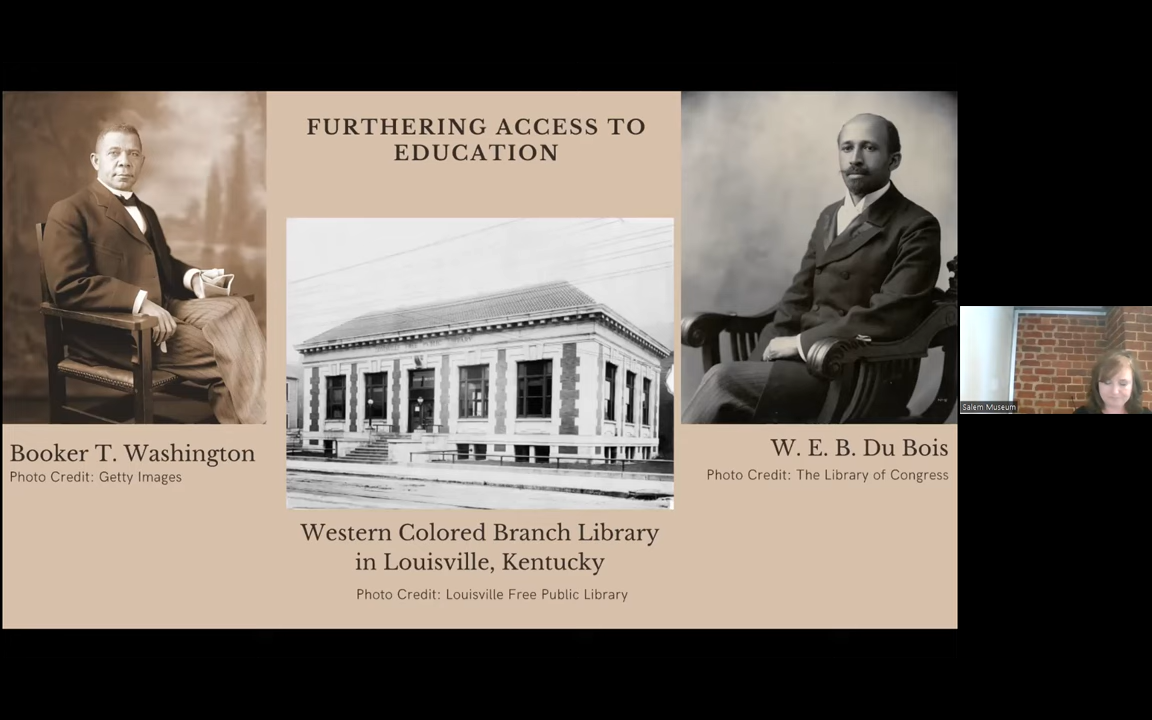 FURTHERING ACCESS TO
EDUCATION
Booker T. Washington
Photo Credit: Getty Images
W. E. B. Du Bois
Photo Credit: The Library of Congress
Western Colored Branch Library
in Louisville, Kentucky
Photo Credit: Louisville Free Public Library
Salem Museum